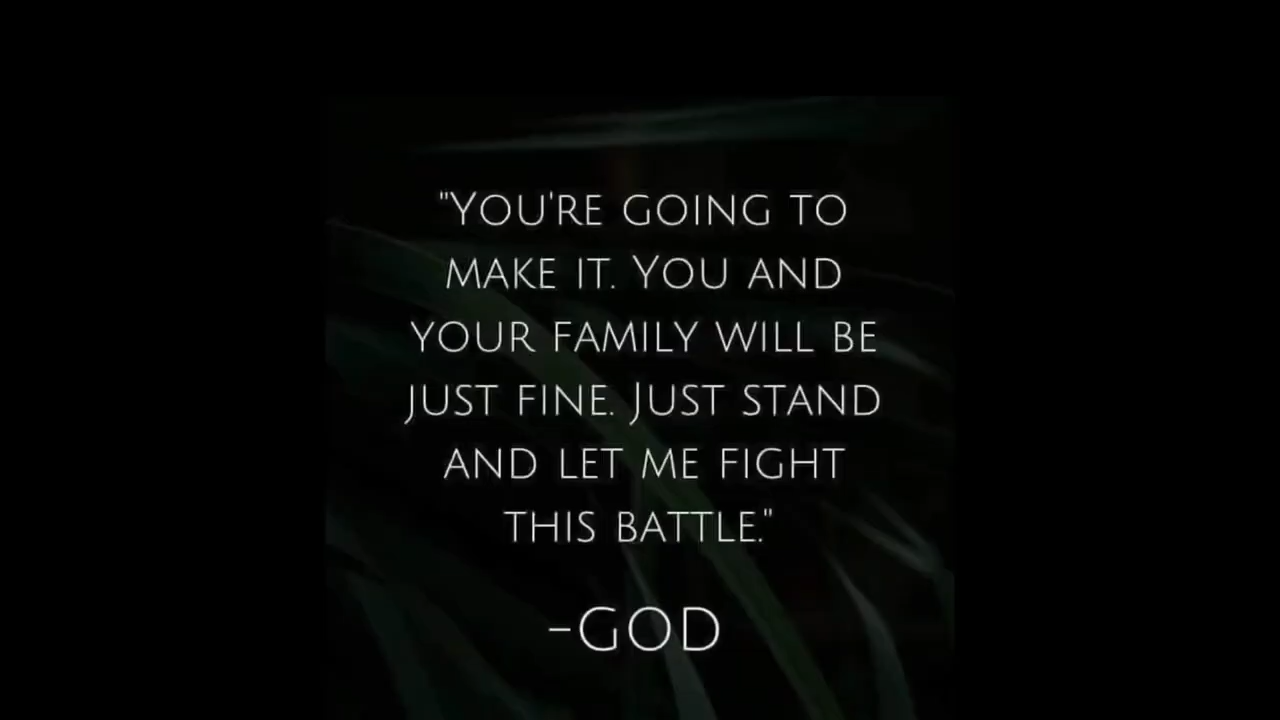 "You're going to
make it. You and
your family will be
just fine. Just stand
and let me fight
this battle."
-GOD